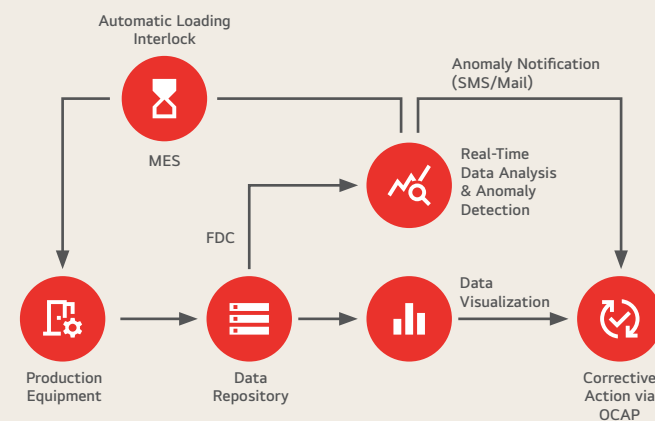 Automatic Loading
Interlock
Anomaly Notification
(SMS/Mail)
MES
Real-Time
Data Analysis
& Anomaly
Detection
FDC
Data
Visualization
Production
Equipment
Data
Repository
Corrective
Action via
OCAP